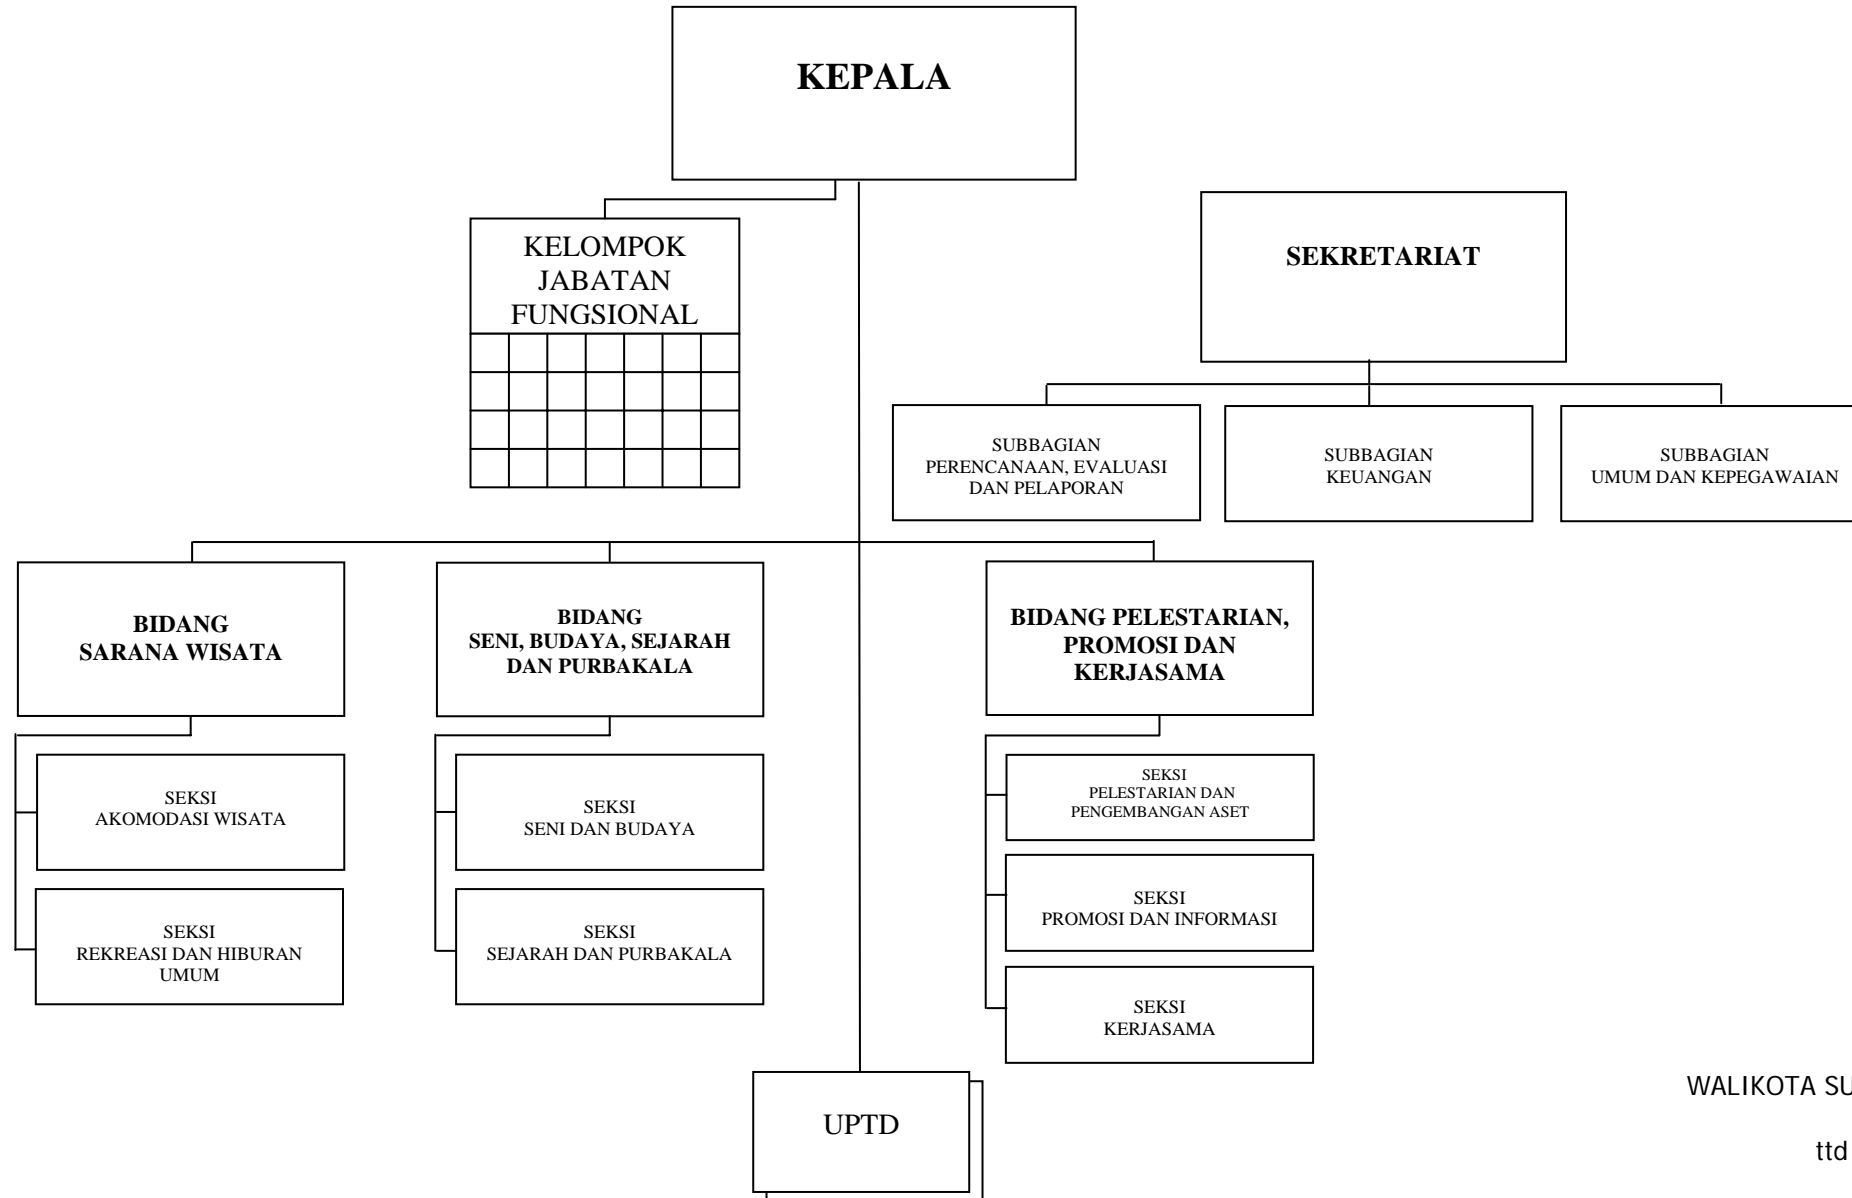 KEPALA
KELOMPOK
JABATAN
FUNGSIONAL
SEKRETARIAT
SUBBAGIAN
PERENCANAAN, EVALUASI
DAN PELAPORAN
SUBBAGIAN
KEUANGAN
SUBBAGIAN
UMUM DAN KEPEGAWAIAN
BIDANG
SARANA WISATA
BIDANG
SENI, BUDAYA, SEJARAH
DAN PURBAKALA
BIDANG PELESTARIAN,
PROMOSI DAN
KERJASAMA
SEKSI
AKOMODASI WISATA
SEKSI
REKREASI DAN HIBURAN
UMUM
SEKSI
SENI DAN BUDAYA
SEKSI
SEJARAH DAN PURBAKALA
SEKSI
PELESTARIAN DAN
PENGEMBANGAN ASET
SEKSI
PROMOSI DAN INFORMASI
SEKSI
KERJASAMA
UPTD
WALIKOTA SU
ttd